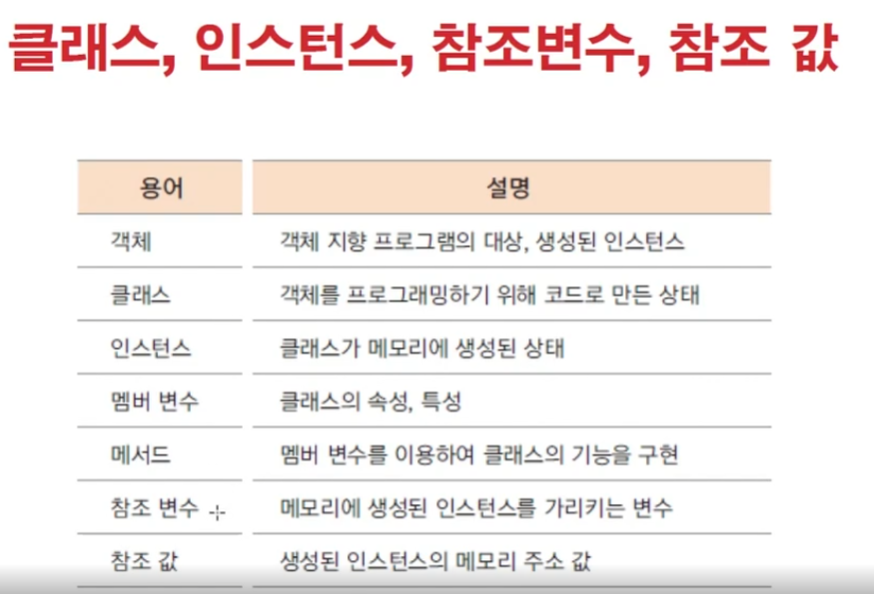 클래스, 인스턴스, 참조변수, 참조 값
용어 설명
객체 객체 지향 프로그램의 대상, 생성된 인스턴스
클래스 객체를 프로그래밍하기 위해 코드로 만든 상태
인스턴스 클래스가 메모리에 생성된 상태
멤버 변수 클래스의 속성, 특성
메서드 멤버 변수를 이용하여 클래스의 기능을 구현
참조 변수 메모리에 생성된 인스턴스를 가리키는 변수
참조 값 생성된 인스턴스의 메모리 주소 값